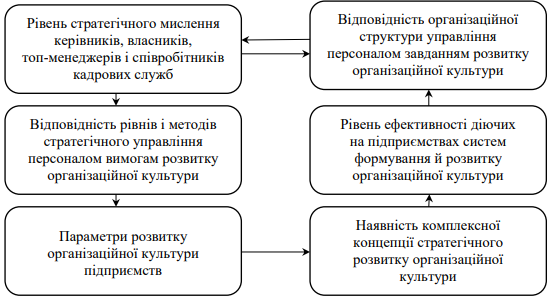 Рівень стратегічного мислення
керівників, власників,
топ-менеджерів і співробітників
кадрових служб
Відповідність організаційної
структури управління
персоналом завданням розвитку
організаційної культури
Відповідність рівнів і методів
стратегічного управління
персоналом вимогам розвитку
організаційної культури
Рівень ефективності діючих
на підприємствах систем
формування й розвитку
організаційної культури
Параметри розвитку
організаційної культури
підприємств
Наявність комплексної
концепції стратегічного
розвитку організаційної
культури